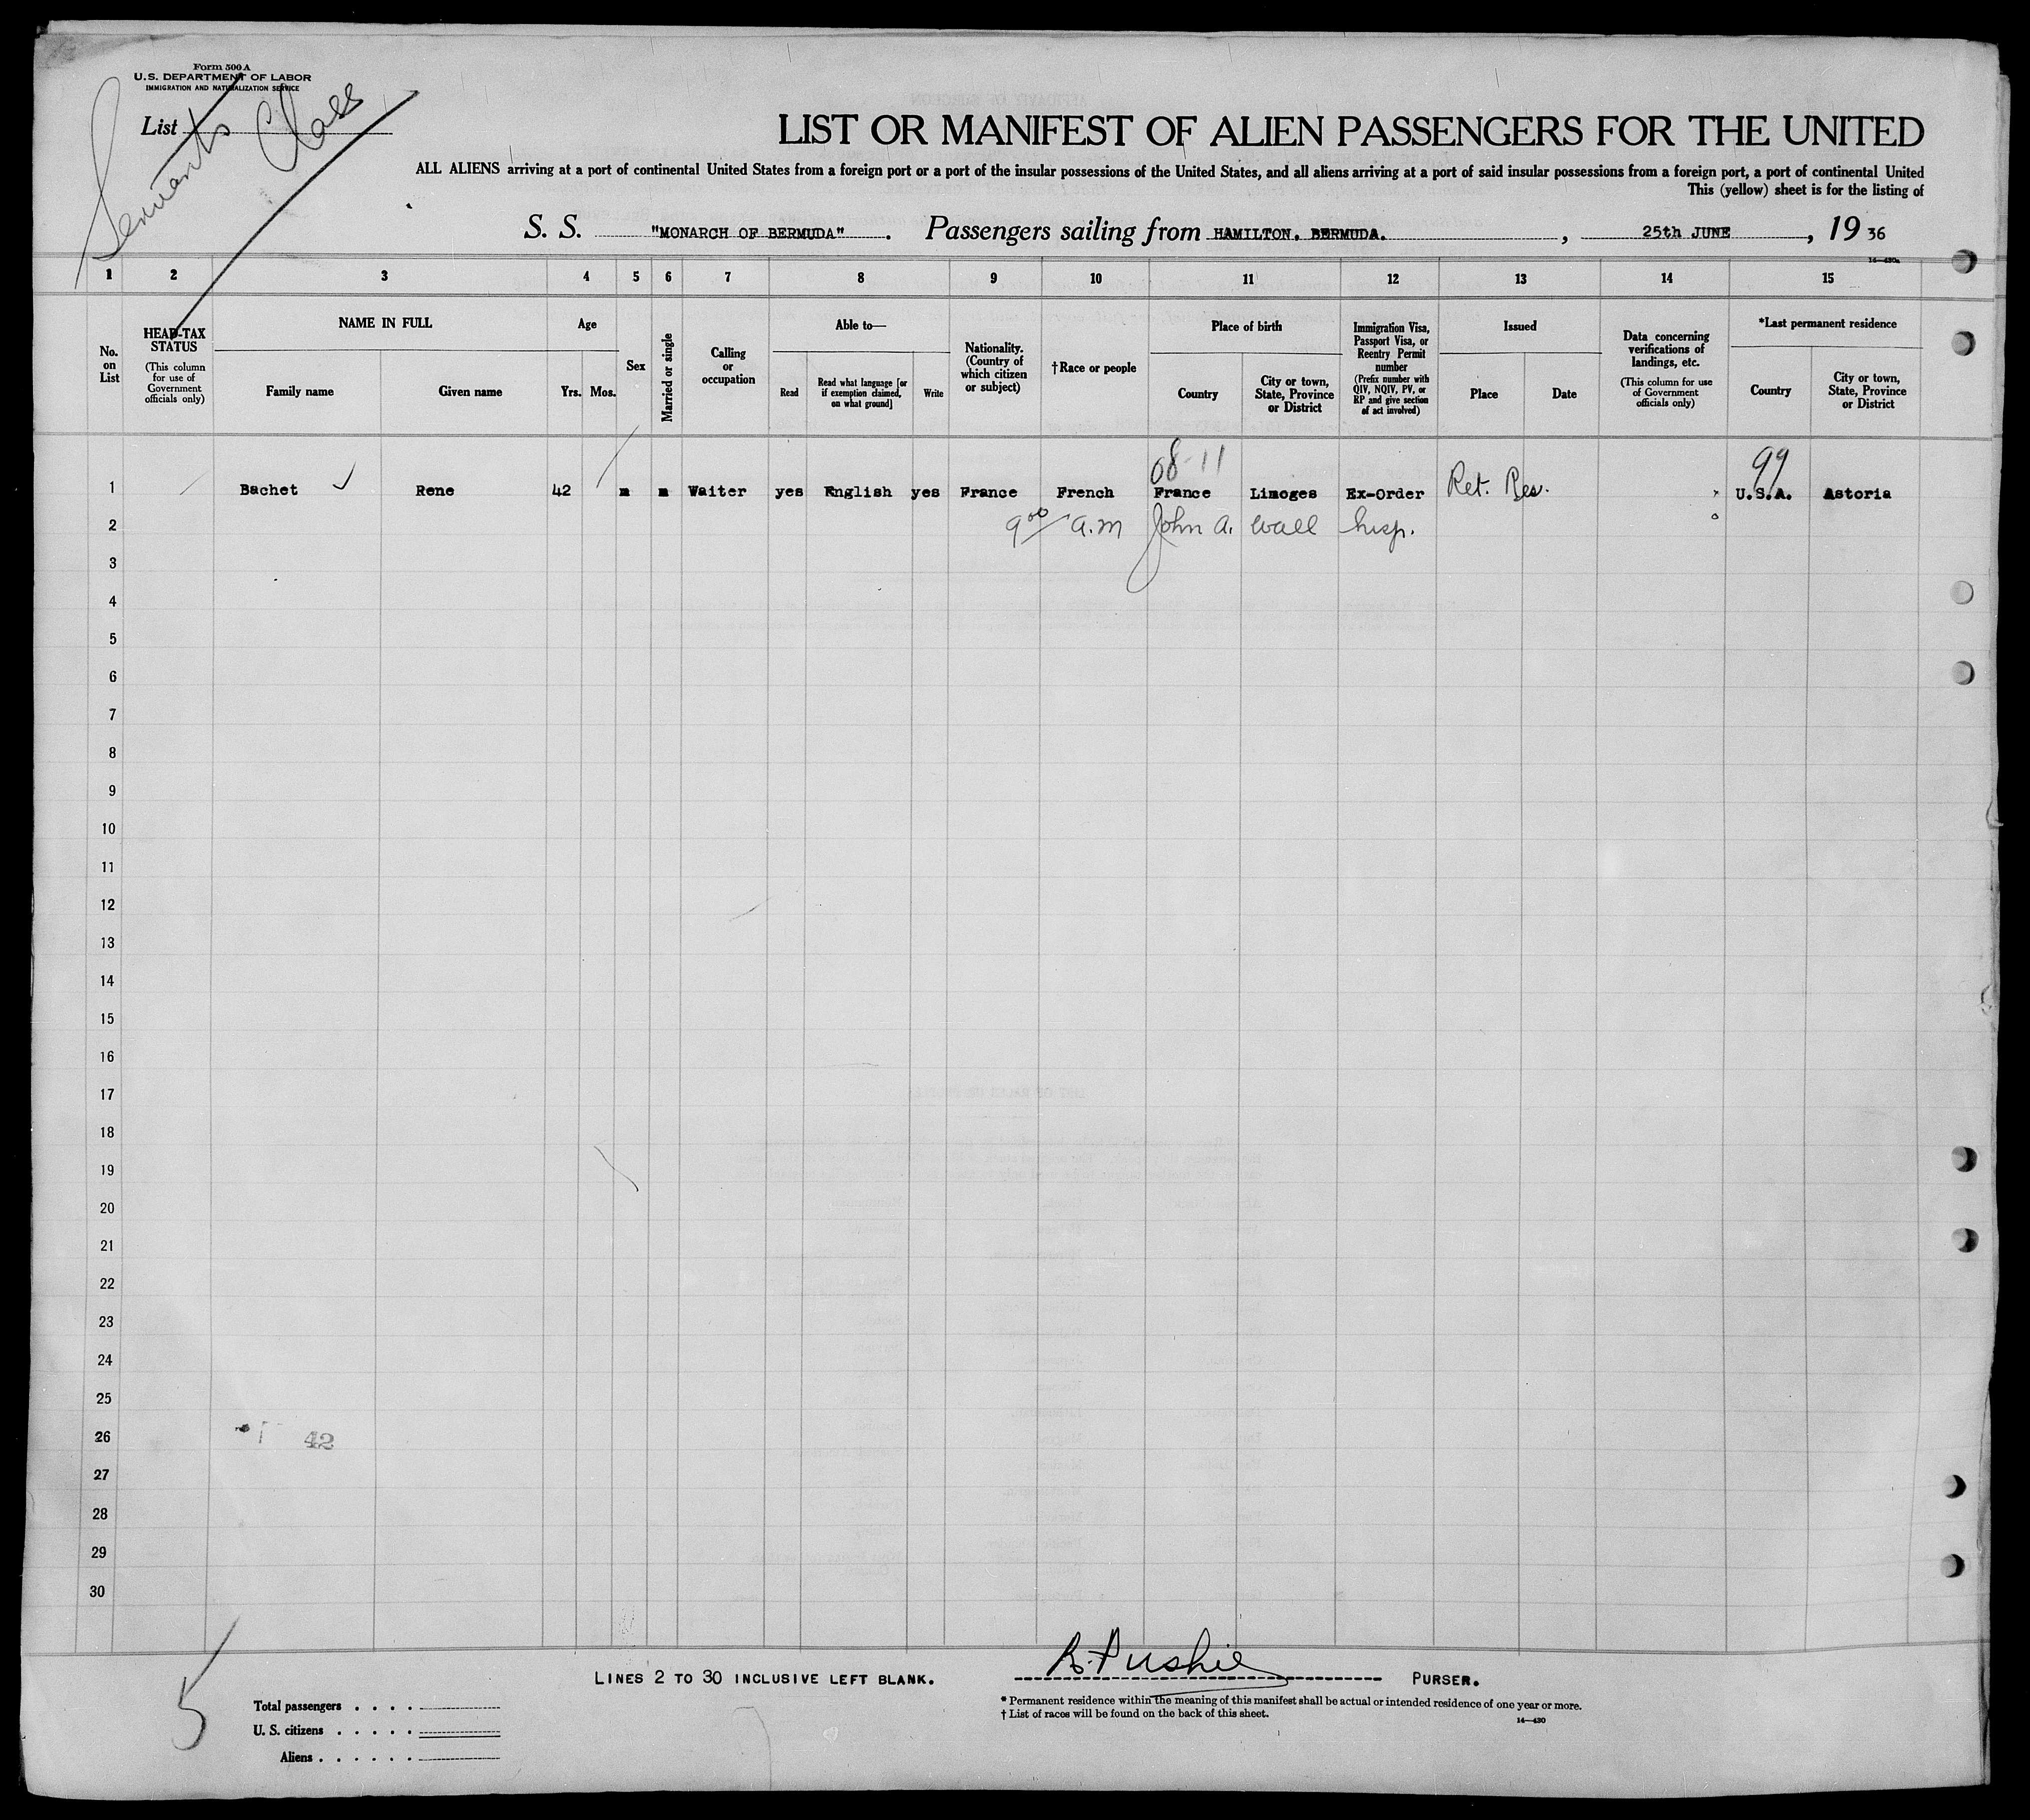 Form 500 A
U.S. DEPARTMENT OF LABOR
IMMIGRATION AND NATURALIZATION SERVICE
List
Servants Class
LIST OR MANIFEST OF ALIEN PASSENGERS FOR THE UNITED
ALL ALIENS arriving at a port of continental United States from a foreign port or a port of the insular possessions of the United States, and all aliens arriving at a port of said insular possessions from a foreign port, a port of continental United
This (yellow) sheet is for the listing of
S. S. "MONARCH OF BERMUDA". Passengers sailing from HAMILTON, BERMUDA. , 25th JUNE , 19 36
14—430a
1 2 3 4 5 6 7 8 9 10 11 12 13 14 15
No. on List
HEAD-TAX STATUS (This column for use of Government officials only)
NAME IN FULL Family name Given name
Age Yrs. Mos.
Sex
Married or single
Calling or occupation
Able to— Read Read what language [or if exemption claimed, on what ground] Write
Nationality. (Country of which citizen or subject)
†Race or people
Place of birth Country City or town, State, Province or District
Immigration Visa, Passport Visa, or Reentry Permit number (Prefix number with QIV, NQIV, PV, or RP and give section of act involved)
Issued Place Date
Data concerning verifications of landings, etc. (This column for use of Government officials only)
*Last permanent residence Country City or town, State, Province or District
08-11 99
1 Bachet Rene 42 m m Waiter yes English yes France French France Limoges Ex-Order Ret. Res. U.S.A. Astoria
2 9 00 a.m John A. Wall Insp.
3
4
5
6
7
8
9
10
11
12
13
14
15
16
17
18
19
20
21
22
23
24
25
26 42
27
28
29
30
5
LINES 2 TO 30 INCLUSIVE LEFT BLANK. R. Pushie PURSER.
Total passengers . . . .
U. S. citizens . . . . .
Aliens . . . . . .
* Permanent residence within the meaning of this manifest shall be actual or intended residence of one year or more.
† List of races will be found on the back of this sheet.
14—430